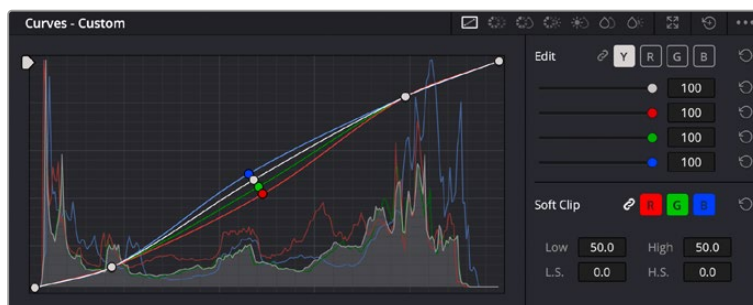 Curves - Custom
Edit Y R G B
100
100
100
100
Soft Clip R G B
Low 50.0 High 50.0
L.S. 0.0 H.S. 0.0